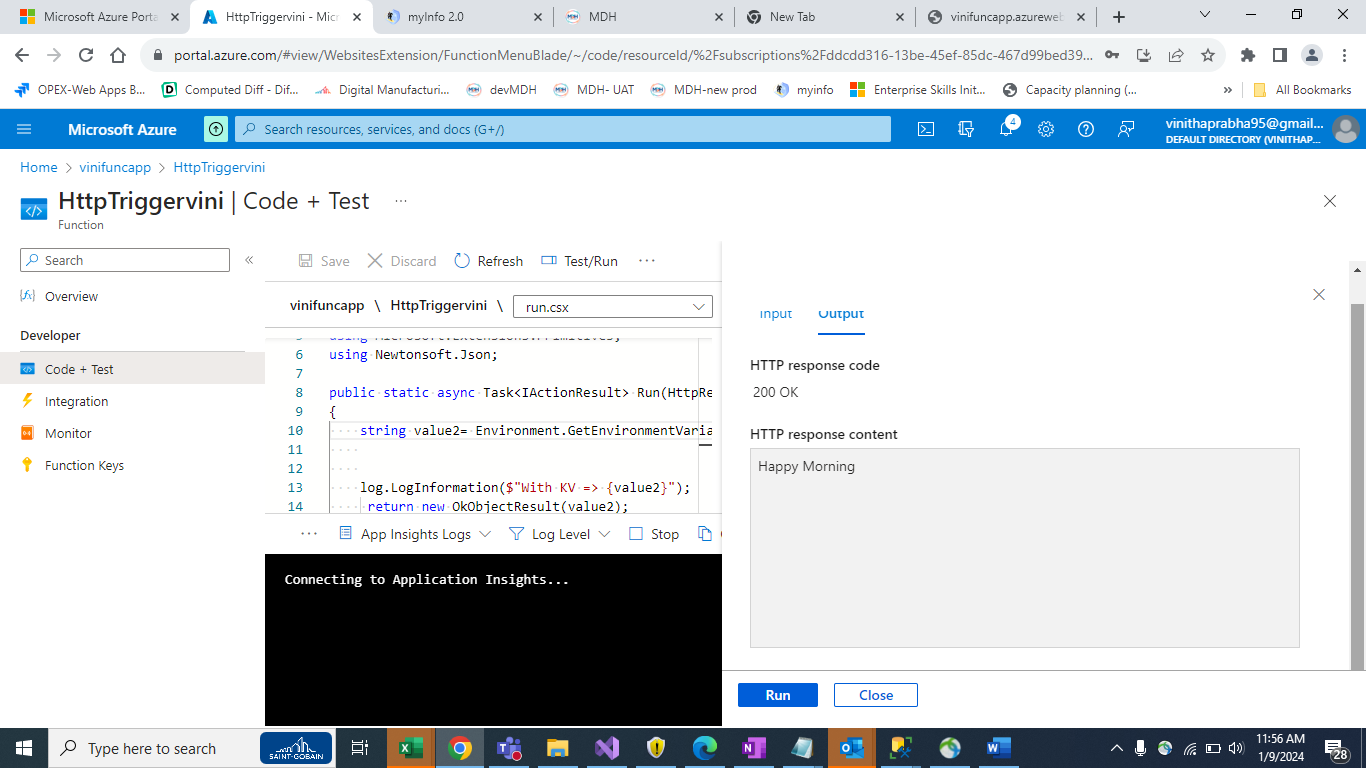 Microsoft Azure Porta
HttpTriggervini - Micr
myInfo 2.0
MDH
New Tab
vinifuncapp.azureweb
portal.azure.com/#view/WebsitesExtension/FunctionMenuBlade/~/code/resourceId/%2Fsubscriptions%2Fddcdd316-13be-45ef-85dc-467d99bed39...
OPEX-Web Apps B...
Computed Diff - Dif...
Digital Manufacturi...
devMDH
MDH- UAT
MDH-new prod
myinfo
Enterprise Skills Init...
Capacity planning (...
»
All Bookmarks
Microsoft Azure
Search resources, services, and docs (G+/)
4
vinithaprabha95@gmail....
DEFAULT DIRECTORY (VINITHAP...
Home > vinifuncapp > HttpTriggervini
HttpTriggervini | Code + Test ...
Function
Search
«
Overview
Developer
Code + Test
Integration
Monitor
Function Keys
Save
Discard
Refresh
Test/Run
...
vinifuncapp \ HttpTriggervini \ run.csx
5 using Microsoft.Extensions.Primitives;
6 using Newtonsoft.Json;
7
8 public static async Task<IActionResult> Run(HttpRe
9 {
10 string value2= Environment.GetEnvironmentVaria
11
12
13 log.LogInformation($"With KV => {value2}");
14 return new OkObjectResult(value2);
...
App Insights Logs
Log Level
Stop
Connecting to Application Insights...
Input
Output
HTTP response code
200 OK
HTTP response content
Happy Morning
Run
Close
Type here to search
SAINT-GOBAIN
11:56 AM
1/9/2024
28